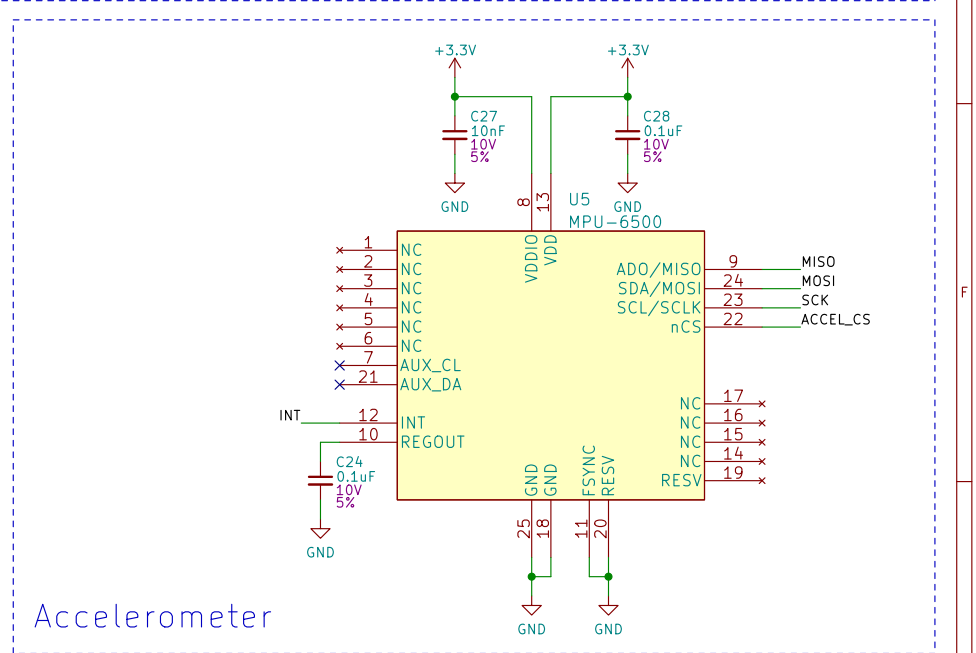 +3.3V
+3.3V
C27
10nF
10V
5%
C28
0.1uF
10V
5%
GND
GND
8
13
U5
MPU-6500
VDDIO
VDD
1
NC
2
NC
3
NC
4
NC
5
NC
6
NC
7
AUX_CL
21
AUX_DA
12
INT
INT
10
REGOUT
ADO/MISO
9
MISO
SDA/MOSI
24
MOSI
SCL/SCLK
23
SCK
nCS
22
ACCEL_CS
F
NC
17
NC
16
NC
15
NC
14
RESV
19
C24
0.1uF
10V
5%
GND
GND
GND
FSYNC
RESV
25
18
11
20
GND
GND
Accelerometer